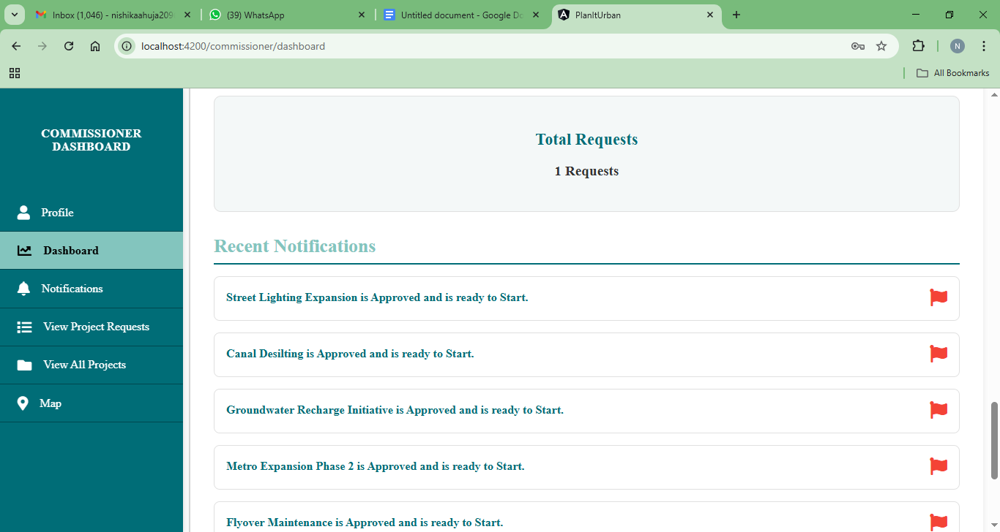 Inbox (1,046) - nishikaahuja209
(39) WhatsApp
Untitled document - Google Do
PlanItUrban
localhost:4200/commissioner/dashboard
N
All Bookmarks
COMMISSIONER
DASHBOARD
Profile
Dashboard
Notifications
View Project Requests
View All Projects
Map
Total Requests
1 Requests
Recent Notifications
Street Lighting Expansion is Approved and is ready to Start.
Canal Desilting is Approved and is ready to Start.
Groundwater Recharge Initiative is Approved and is ready to Start.
Metro Expansion Phase 2 is Approved and is ready to Start.
Flyover Maintenance is Approved and is ready to Start.